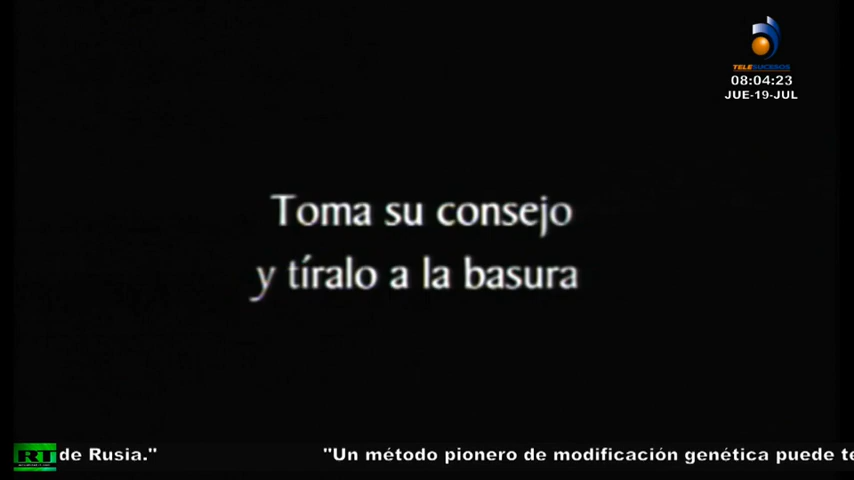 TELESUCESOS
08:04:23
JUE-19-JUL
Toma su consejo
y tíralo a la basura
RT
de Rusia." "Un método pionero de modificación genética puede te